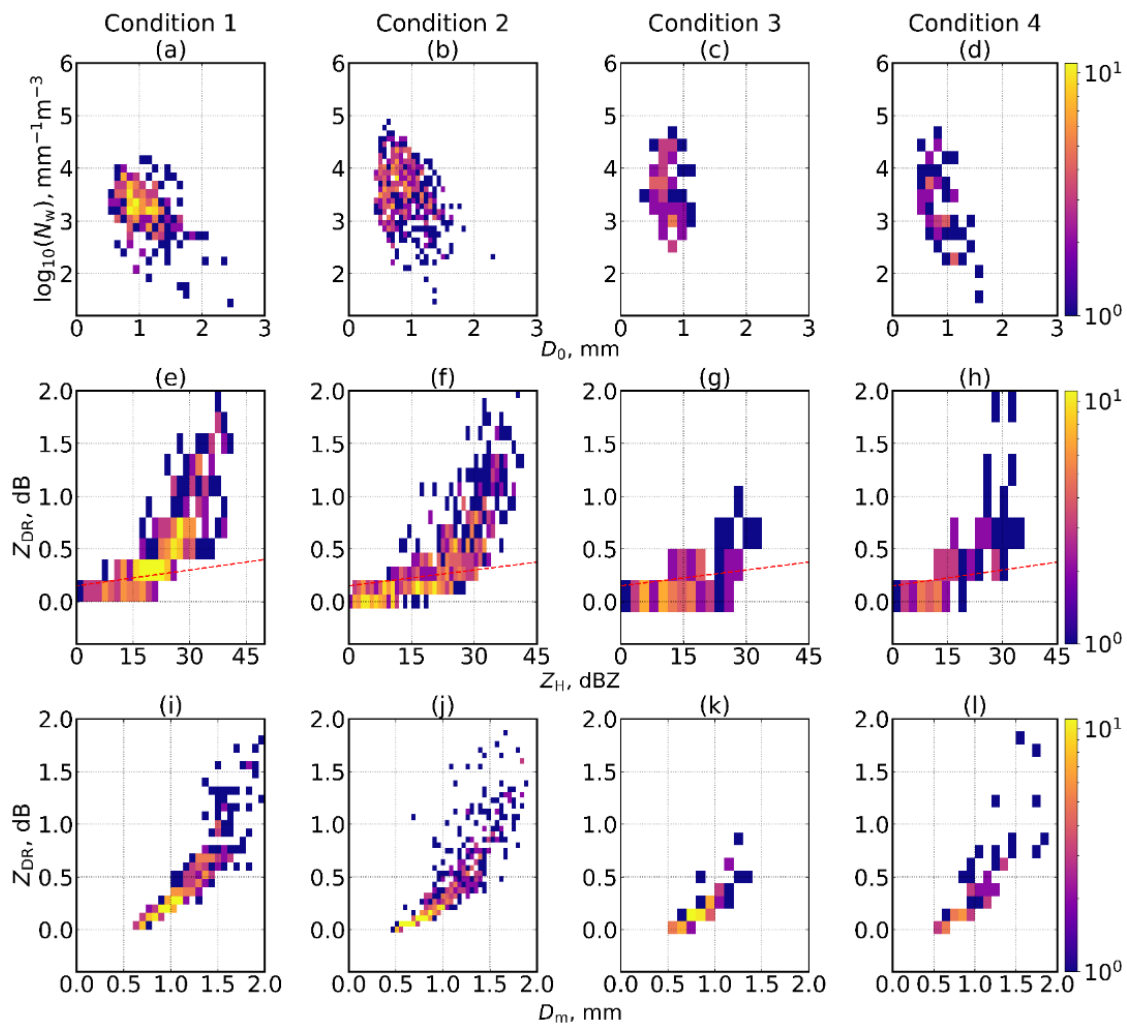 Condition 1 Condition 2 Condition 3 Condition 4
(a) (b) (c) (d)
log₁₀(N_w), mm⁻¹m⁻³
6 5 4 3 2
6 5 4 3 2
6 5 4 3 2
6 5 4 3 2
10¹
10⁰
0 1 2 3 0 1 2 3 0 1 2 3 0 1 2 3
D₀, mm
(e) (f) (g) (h)
Z_DR, dB
2.0 1.5 1.0 0.5 0.0
2.0 1.5 1.0 0.5 0.0
2.0 1.5 1.0 0.5 0.0
2.0 1.5 1.0 0.5 0.0
10¹
10⁰
0 15 30 45 0 15 30 45 0 15 30 45 0 15 30 45
Z_H, dBZ
(i) (j) (k) (l)
Z_DR, dB
2.0 1.5 1.0 0.5 0.0
2.0 1.5 1.0 0.5 0.0
2.0 1.5 1.0 0.5 0.0
2.0 1.5 1.0 0.5 0.0
10¹
10⁰
0.0 0.5 1.0 1.5 2.0 0.0 0.5 1.0 1.5 2.0 0.0 0.5 1.0 1.5 2.0 0.0 0.5 1.0 1.5 2.0
D_m, mm